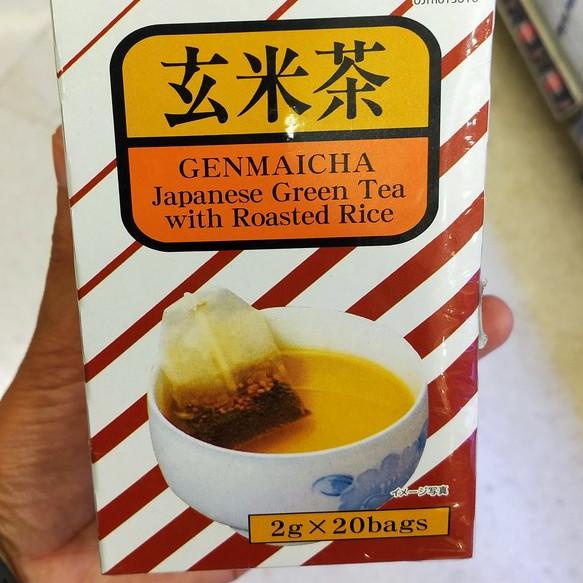 玄米茶
GENMAICHA
Japanese Green Tea
with Roasted Rice
イメージ写真
2g×20bags